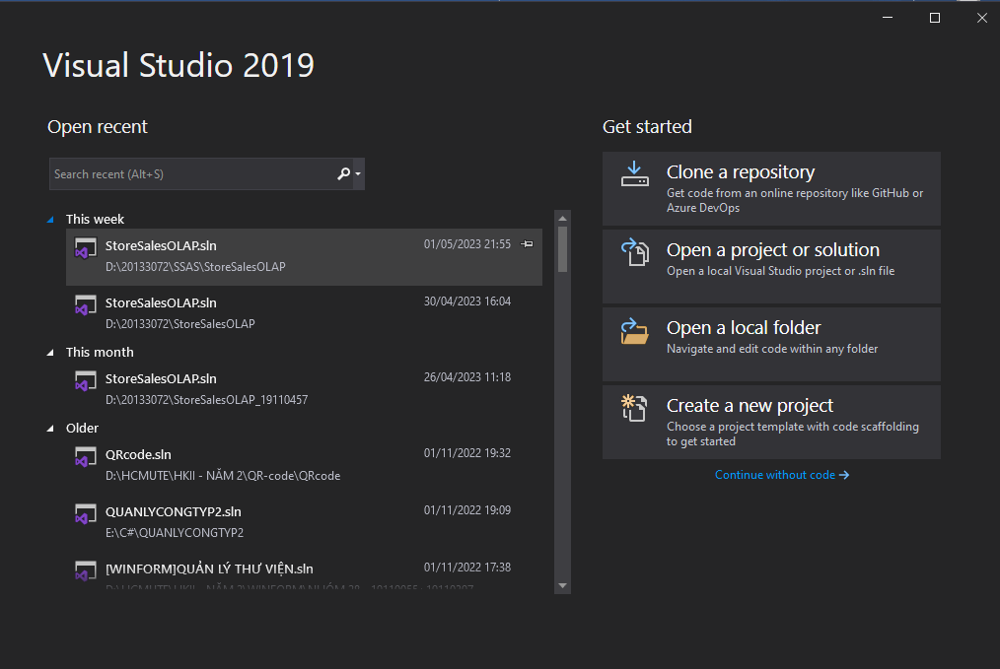 Visual Studio 2019
Open recent
Search recent (Alt+S)
This week
StoreSalesOLAP.sln 01/05/2023 21:55
D:\20133072\SSAS\StoreSalesOLAP
StoreSalesOLAP.sln 30/04/2023 16:04
D:\20133072\StoreSalesOLAP
This month
StoreSalesOLAP.sln 26/04/2023 11:18
D:\20133072\StoreSalesOLAP_19110457
Older
QRcode.sln 01/11/2022 19:32
D:\HCMUTE\HKII - NĂM 2\QR-code\QRcode
QUANLYCONGTYP2.sln 01/11/2022 19:09
E:\C#\QUANLYCONGTYP2
[WINFORM]QUẢN LÝ THƯ VIỆN.sln 01/11/2022 17:38
D:\HCMUTE\HKII - NĂM 2\WINFORM\NHÓM
Get started
Clone a repository
Get code from an online repository like GitHub or
Azure DevOps
Open a project or solution
Open a local Visual Studio project or .sln file
Open a local folder
Navigate and edit code within any folder
Create a new project
Choose a project template with code scaffolding
to get started
Continue without code